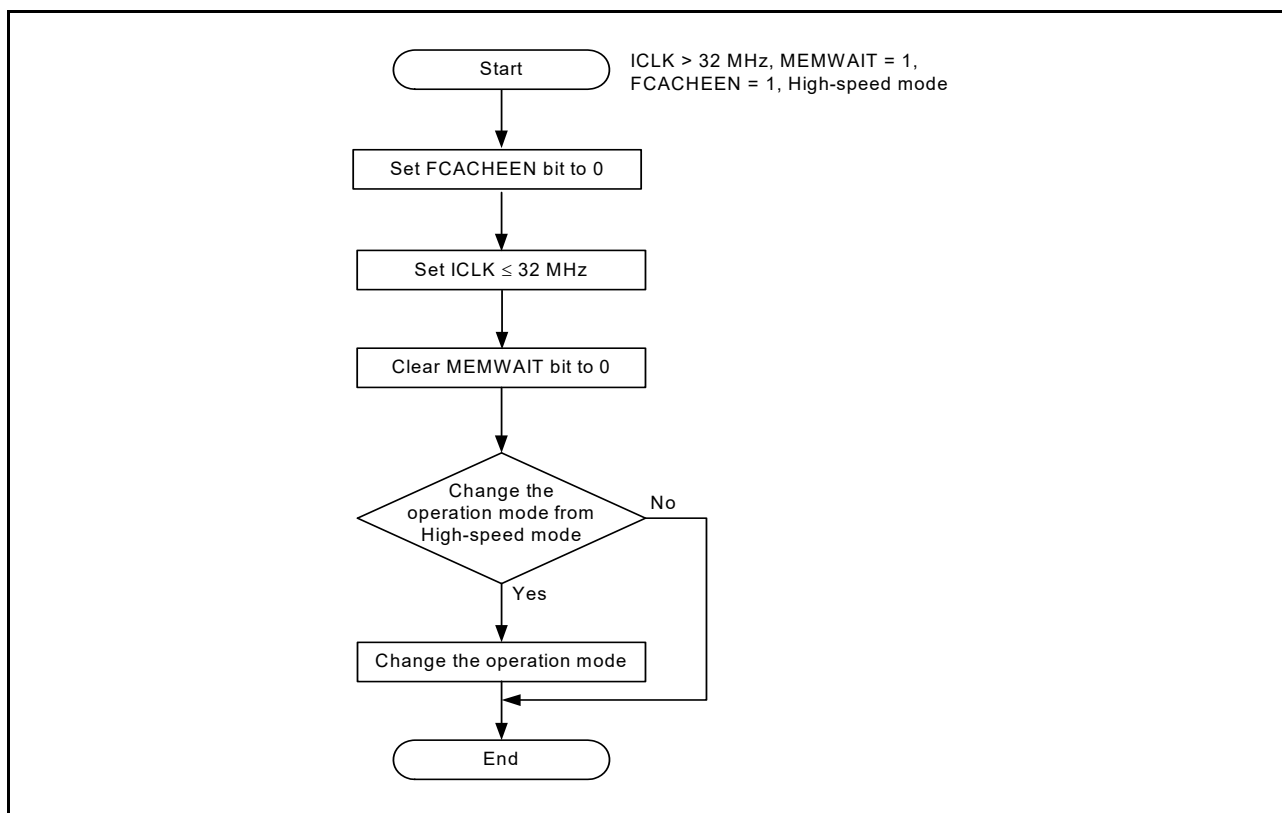 Start
ICLK > 32 MHz, MEMWAIT = 1,
FCACHEEN = 1, High-speed mode
Set FCACHEEN bit to 0
Set ICLK ≤ 32 MHz
Clear MEMWAIT bit to 0
Change the
operation mode from
High-speed mode
No
Yes
Change the operation mode
End